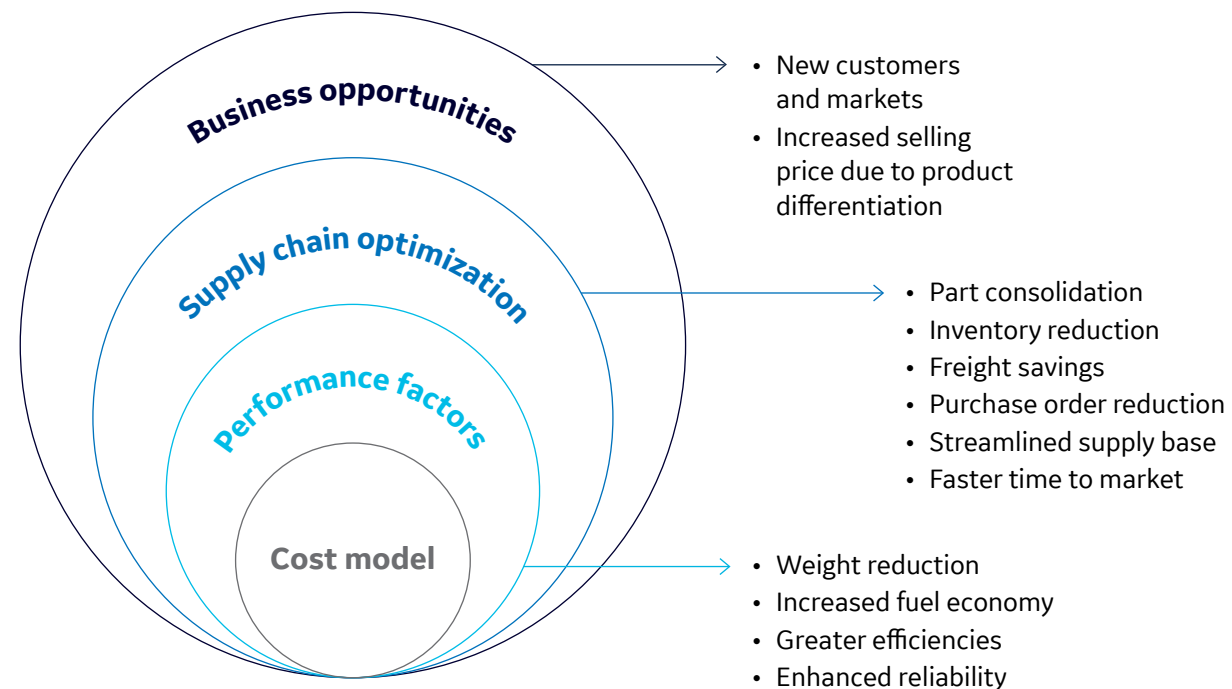 Business opportunities
• New customers
and markets
• Increased selling
price due to product
differentiation
Supply chain optimization
• Part consolidation
• Inventory reduction
• Freight savings
• Purchase order reduction
• Streamlined supply base
• Faster time to market
Performance factors
Cost model
• Weight reduction
• Increased fuel economy
• Greater efficiencies
• Enhanced reliability